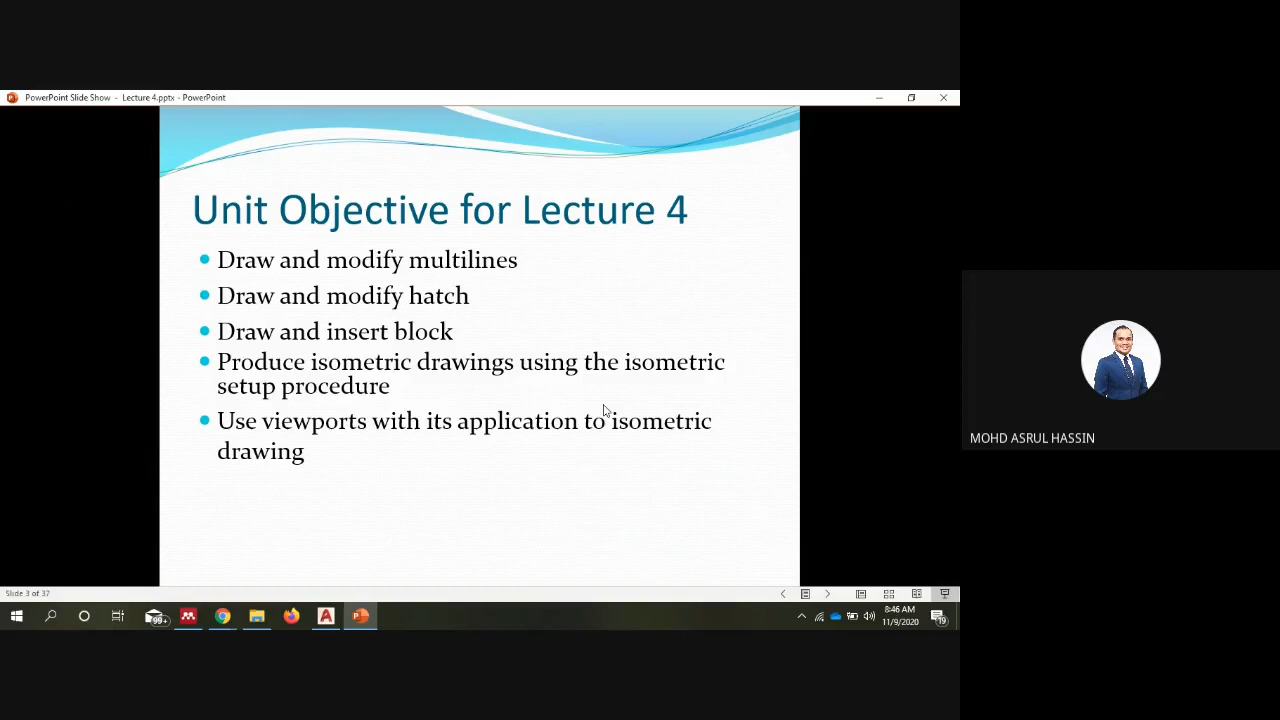 PowerPoint Slide Show - Lecture 4.pptx - PowerPoint
Unit Objective for Lecture 4
Draw and modify multilines
Draw and modify hatch
Draw and insert block
Produce isometric drawings using the isometric
setup procedure
Use viewports with its application to isometric
drawing
MOHD ASRUL HASSIN
Slide 3 of 37
99+
8:46 AM
11/9/2020
19